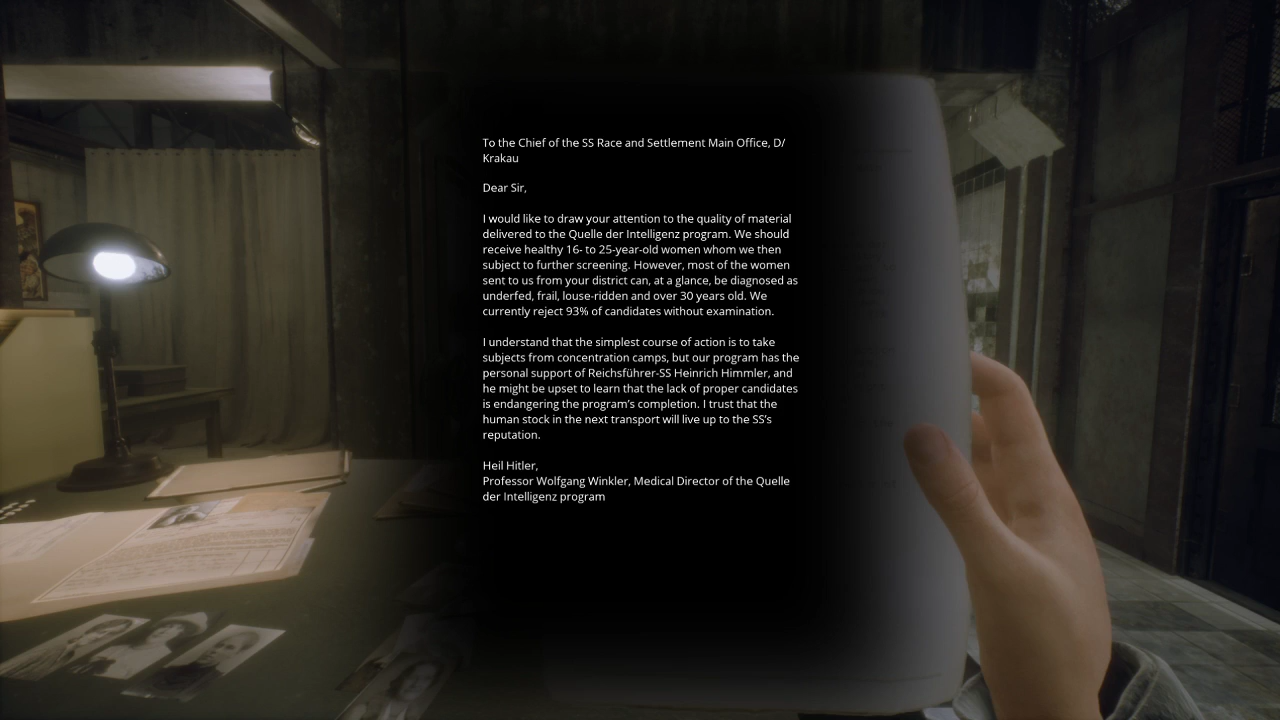 To the Chief of the SS Race and Settlement Main Office, D/
Krakau
Dear Sir,
I would like to draw your attention to the quality of material
delivered to the Quelle der Intelligenz program. We should
receive healthy 16- to 25-year-old women whom we then
subject to further screening. However, most of the women
sent to us from your district can, at a glance, be diagnosed as
underfed, frail, louse-ridden and over 30 years old. We
currently reject 93% of candidates without examination.
I understand that the simplest course of action is to take
subjects from concentration camps, but our program has the
personal support of Reichsführer-SS Heinrich Himmler, and
he might be upset to learn that the lack of proper candidates
is endangering the program's completion. I trust that the
human stock in the next transport will live up to the SS's
reputation.
Heil Hitler,
Professor Wolfgang Winkler, Medical Director of the Quelle
der Intelligenz program